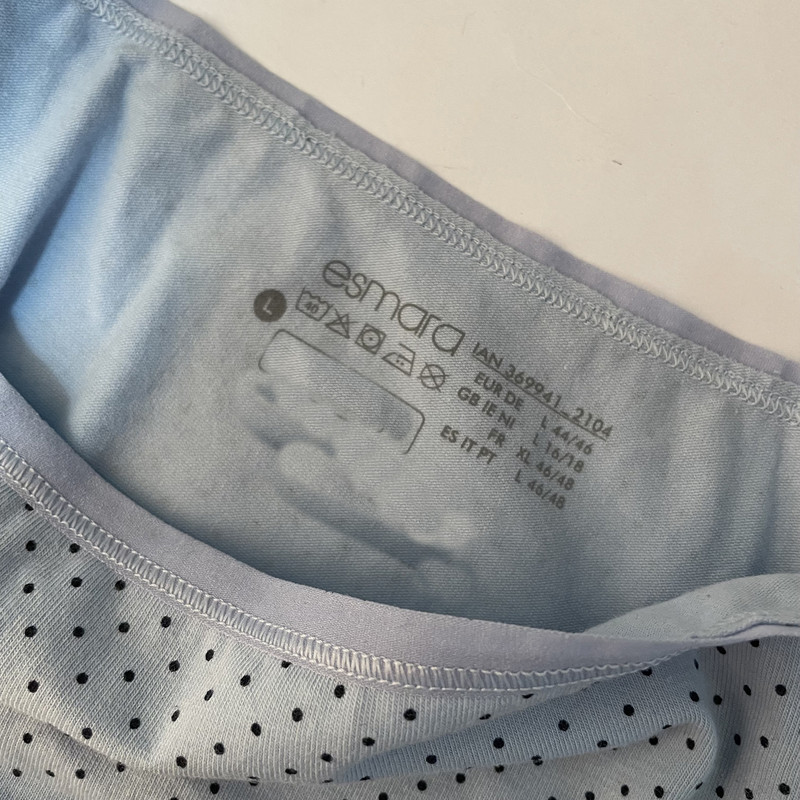 esmara
L
40
IAN 369941_2104
EUR DE L 44/46
GB IE NI L 16/18
FR XL 46/48
ES IT PT L 46/48